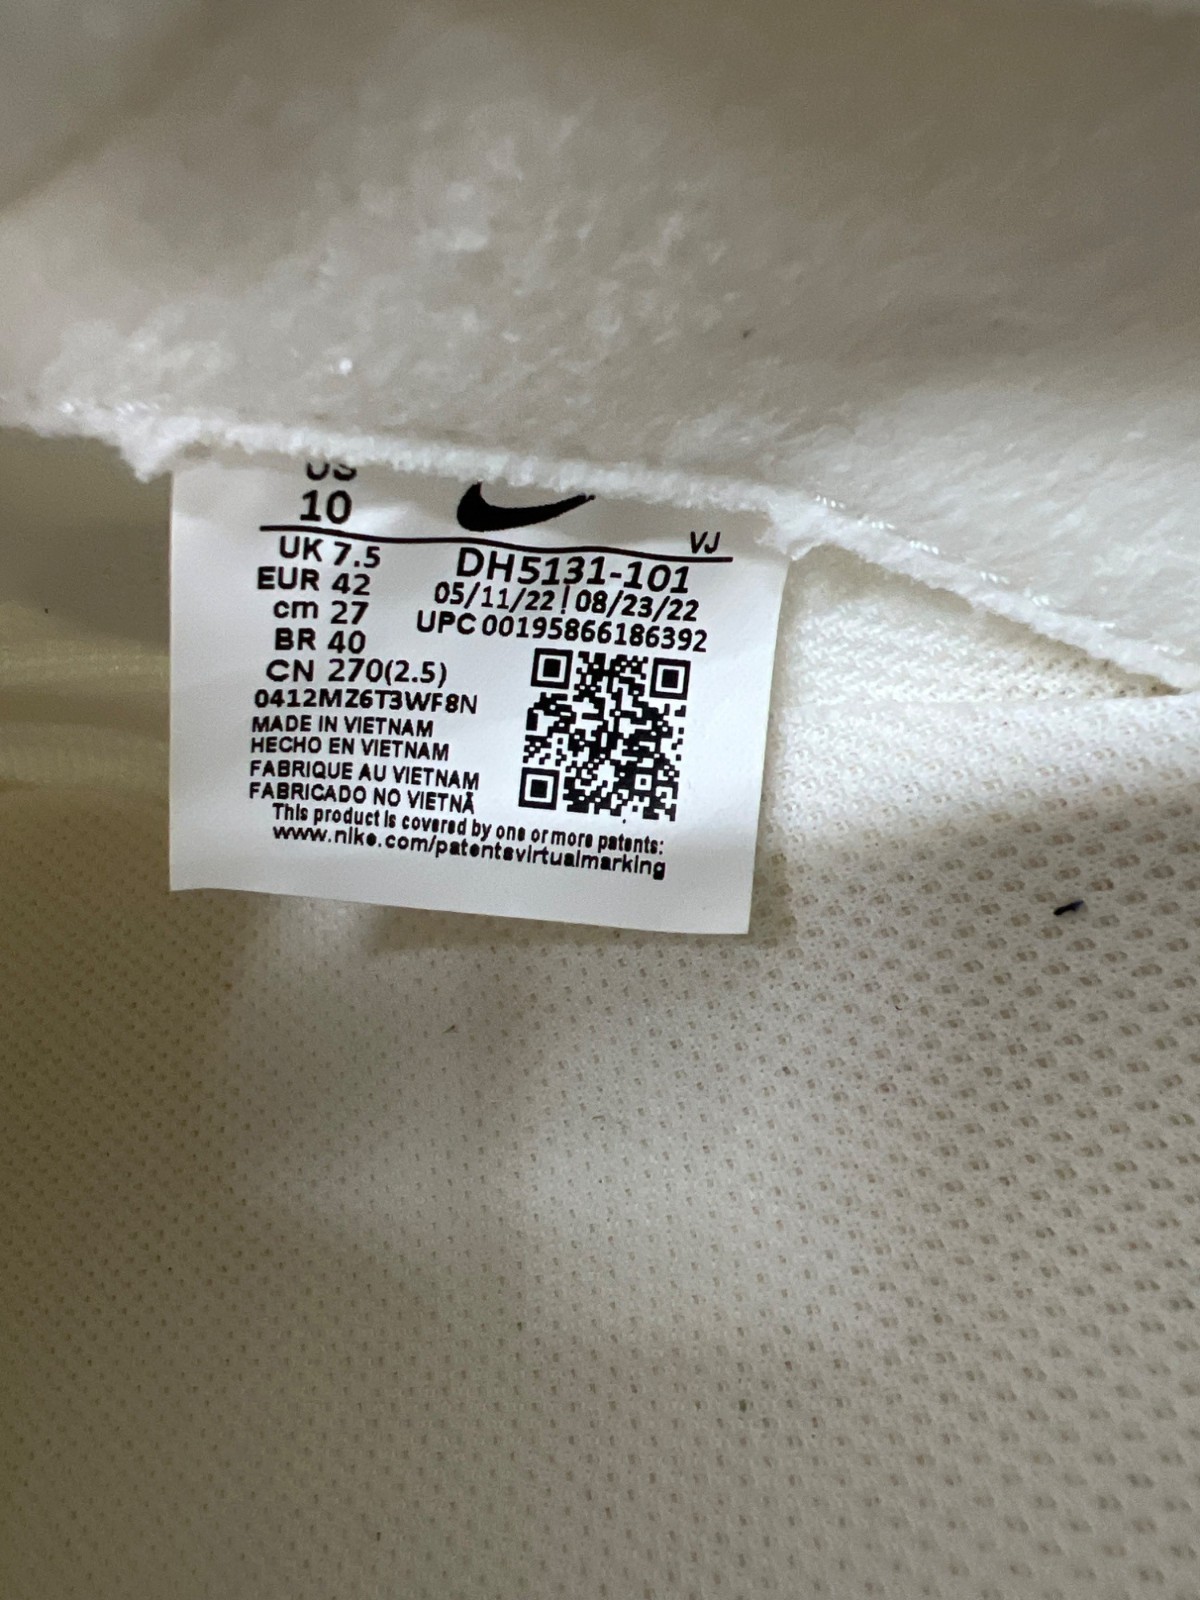 US
10
VJ
UK 7.5
DH5131-101
EUR 42
05/11/22 | 08/23/22
cm 27
UPC 00195866186392
BR 40
CN 270(2.5)
0412MZ6T3WF8N
MADE IN VIETNAM
HECHO EN VIETNAM
FABRIQUE AU VIETNAM
FABRICADO NO VIETNÃ
This product is covered by one or more patents:
www.nike.com/patentsvirtualmarking